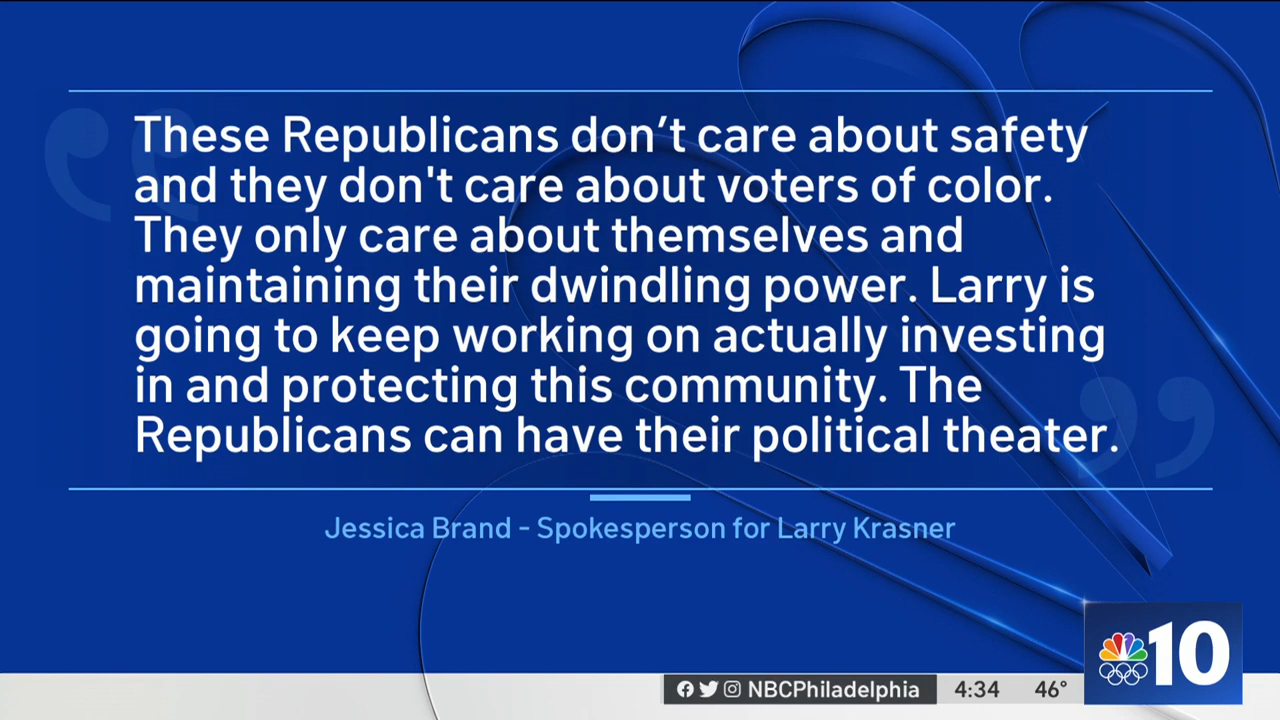 These Republicans don’t care about safety
and they don't care about voters of color.
They only care about themselves and
maintaining their dwindling power. Larry is
going to keep working on actually investing
in and protecting this community. The
Republicans can have their political theater.
Jessica Brand - Spokesperson for Larry Krasner
10
NBCPhiladelphia 4:34 46°